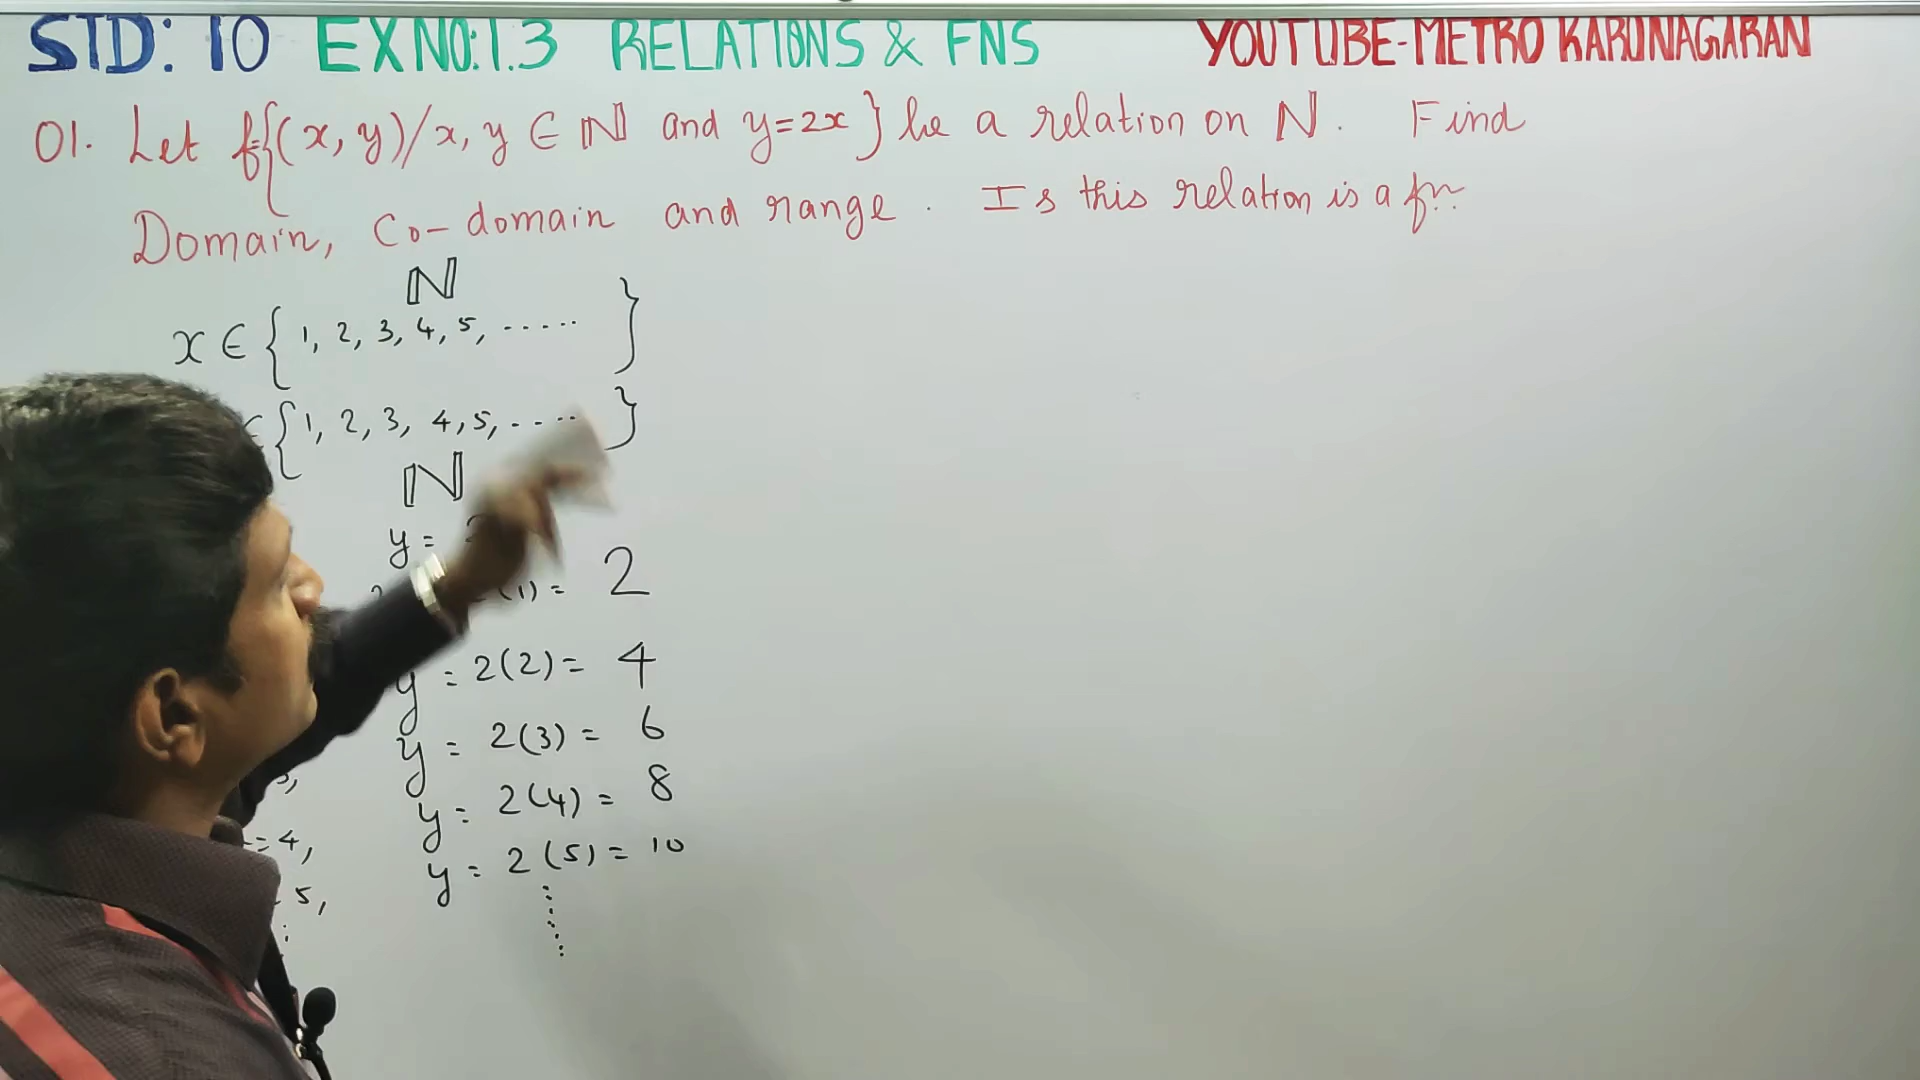 STD: 10 EX NO:1.3 RELATIONS & FNS YOUTUBE-METRO KARUNAGARAN
01. Let f={(x, y)/x, y ∈ ℕ and y=2x} be a relation on ℕ. Find
Domain, Co-domain and range. Is this relation is a fn.
ℕ
x ∈ { 1, 2, 3, 4, 5, ..... }
∈ { 1, 2, 3, 4, 5, .... }
ℕ
y =
(1) = 2
y = 2(2) = 4
3, y = 2(3) = 6
=4, y = 2(4) = 8
5, y = 2(5) = 10